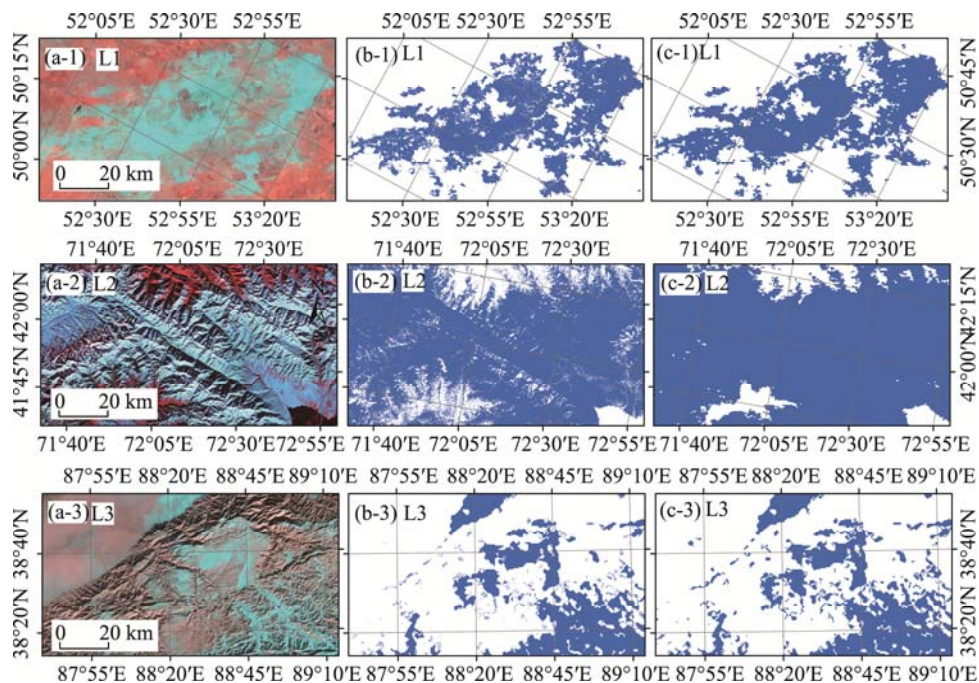 52°05′E 52°30′E 52°55′E 52°05′E 52°30′E 52°55′E 52°05′E 52°30′E 52°55′E
(a-1) L1 (b-1) L1 (c-1) L1
50°15′N 50°45′N
50°00′N 50°30′N
0 20 km
52°30′E 52°55′E 53°20′E 52°30′E 52°55′E 53°20′E 52°30′E 52°55′E 53°20′E
71°40′E 72°05′E 72°30′E 71°40′E 72°05′E 72°30′E 71°40′E 72°05′E 72°30′E
(a-2) L2 (b-2) L2 (c-2) L2
42°00′N 42°15′N
41°45′N 42°00′N
0 20 km
71°40′E 72°05′E 72°30′E 72°55′E 71°40′E 72°05′E 72°30′E 72°55′E 71°40′E 72°05′E 72°30′E 72°55′E
87°55′E 88°20′E 88°45′E 89°10′E 87°55′E 88°20′E 88°45′E 89°10′E 87°55′E 88°20′E 88°45′E 89°10′E
(a-3) L3 (b-3) L3 (c-3) L3
38°40′N 38°40′N
38°20′N 38°20′N
0 20 km
87°55′E 88°20′E 88°45′E 89°10′E 87°55′E 88°20′E 88°45′E 89°10′E 87°55′E 88°20′E 88°45′E 89°10′E